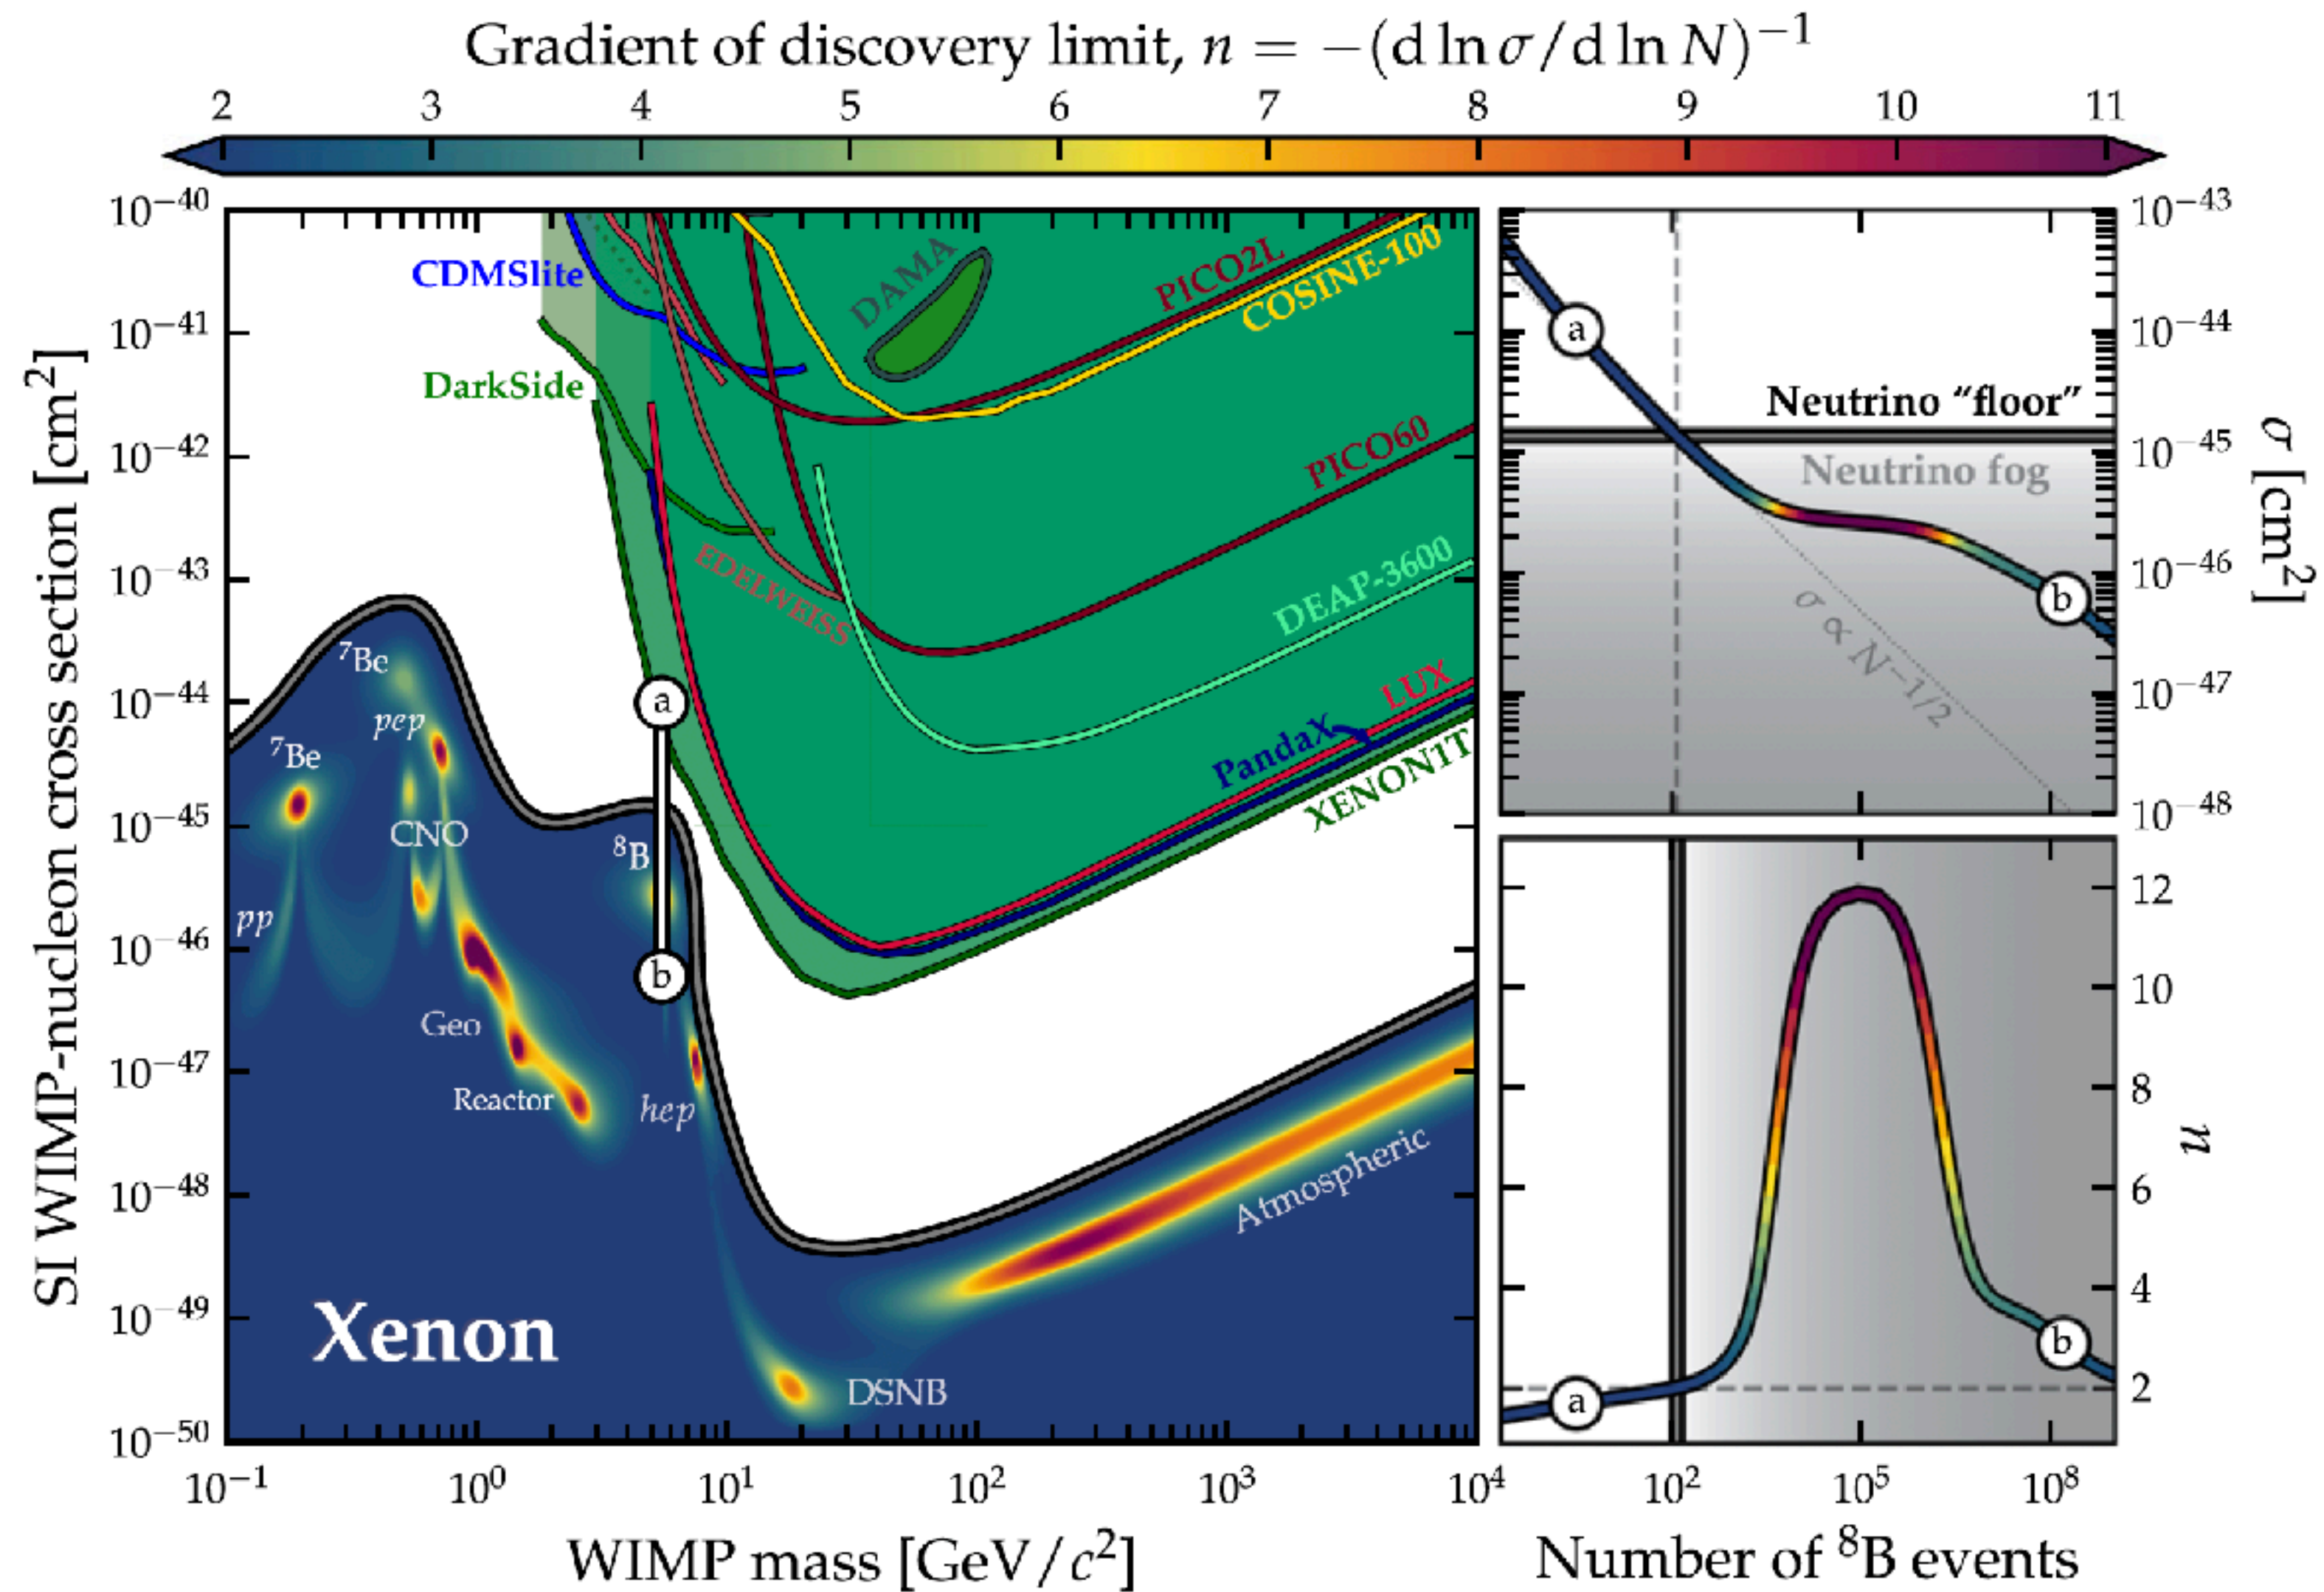 Gradient of discovery limit, n = −(d ln σ/d ln N)⁻¹
2 3 4 5 6 7 8 9 10 11
SI WIMP-nucleon cross section [cm²]
10⁻⁴⁰
10⁻⁴¹
10⁻⁴²
10⁻⁴³
10⁻⁴⁴
10⁻⁴⁵
10⁻⁴⁶
10⁻⁴⁷
10⁻⁴⁸
10⁻⁴⁹
10⁻⁵⁰
CDMSlite
DarkSide
DAMA
PICO2L
COSINE-100
PICO60
EDELWEISS
DEAP-3600
LUX
PandaX
XENON1T
⁷Be
pep
⁷Be
CNO
pp
Geo
Reactor
a
⁸B
b
hep
Atmospheric
DSNB
Xenon
10⁻¹ 10⁰ 10¹ 10² 10³ 10⁴
WIMP mass [GeV/c²]
a
Neutrino “floor”
Neutrino fog
b
σ ∝ N⁻¹/²
10⁻⁴³
10⁻⁴⁴
10⁻⁴⁵
10⁻⁴⁶
10⁻⁴⁷
10⁻⁴⁸
σ [cm²]
a
b
12
10
8
6
4
2
n
10² 10⁵ 10⁸
Number of ⁸B events